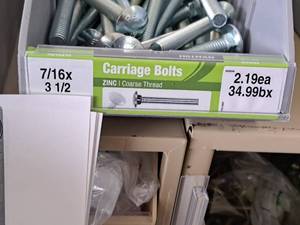 7/16x
3 1/2
Carriage Bolts
ZINC | Coarse Thread
2.19ea
34.99bx